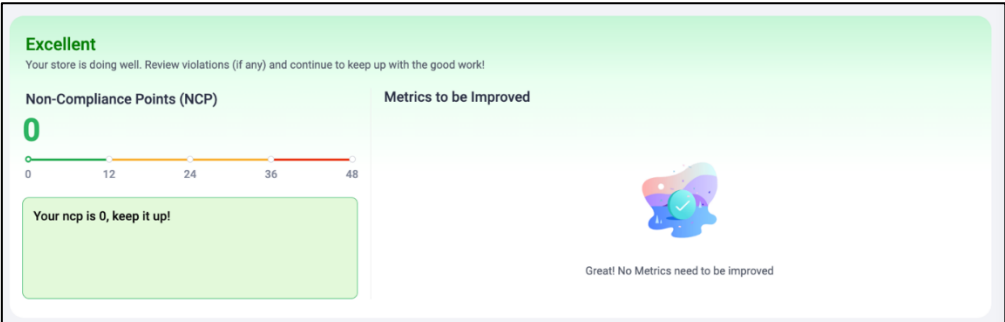 Excellent
Your store is doing well. Review violations (if any) and continue to keep up with the good work!
Non-Compliance Points (NCP)
0
0 12 24 36 48
Your ncp is 0, keep it up!
Metrics to be Improved
Great! No Metrics need to be improved